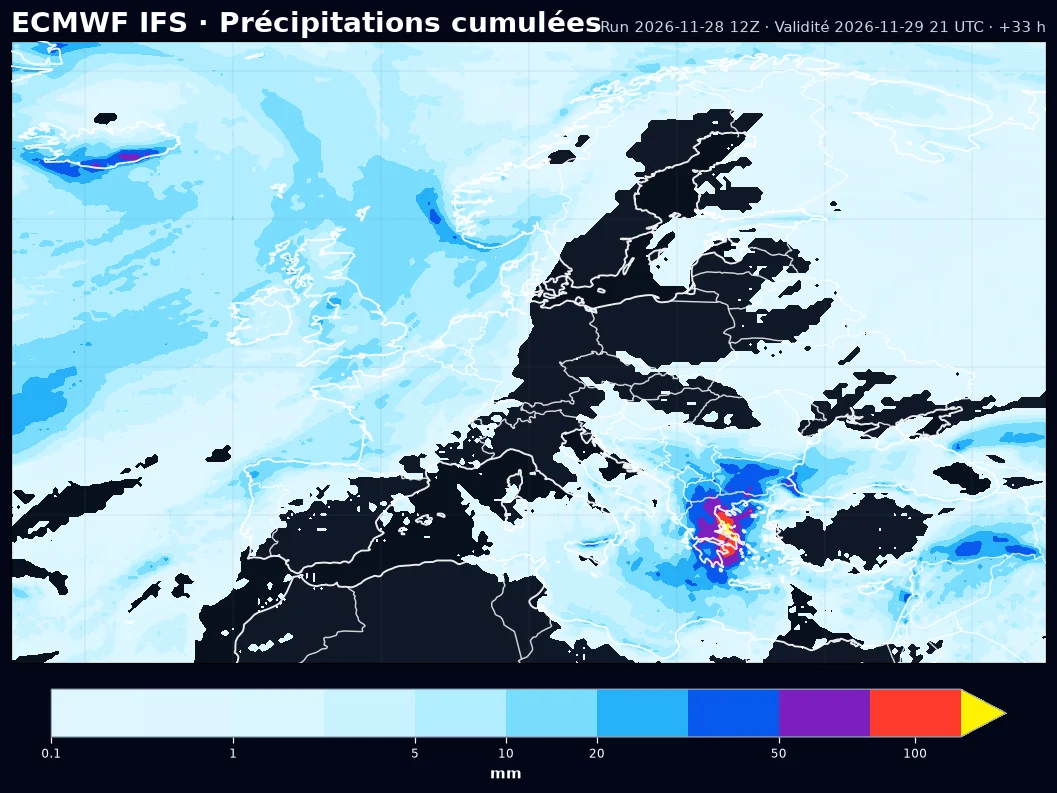 ECMWF IFS · Précipitations cumulées
Run 2026-11-28 12Z · Validité 2026-11-29 21 UTC · +33 h
0.1 1 5 10 20 50 100
mm